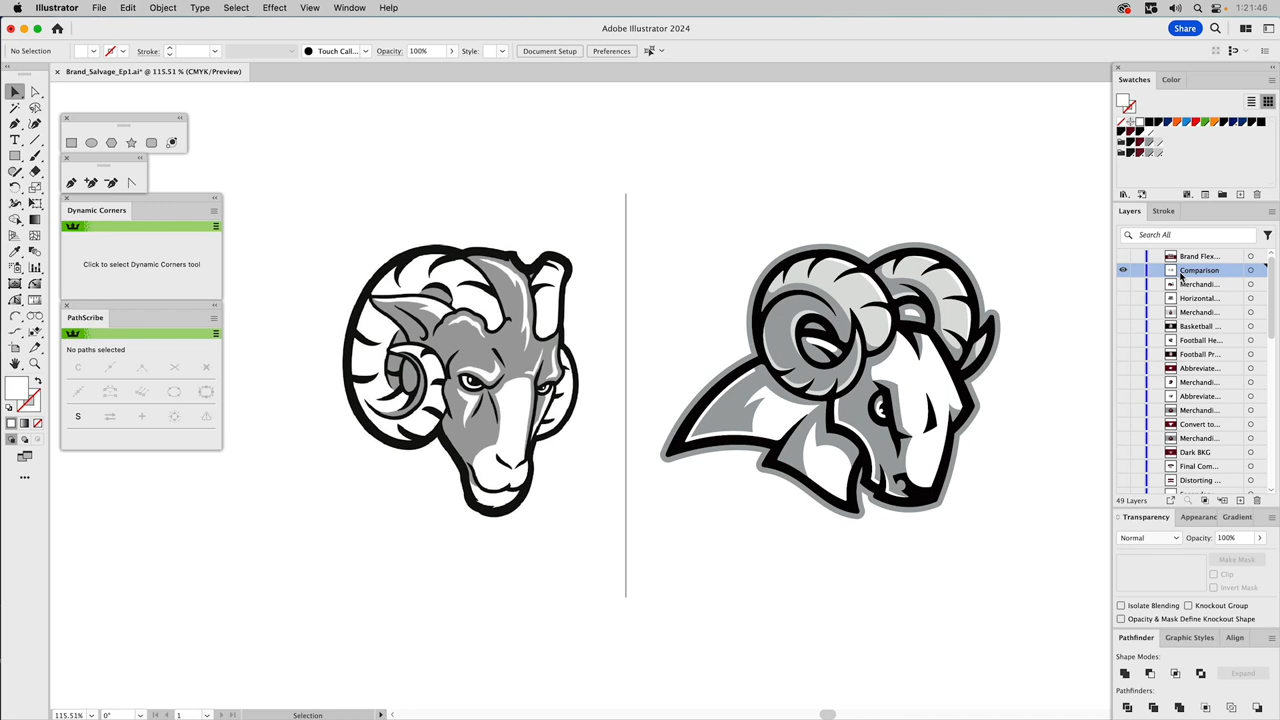 Illustrator File Edit Object Type Select Effect View Window Help 1:21:46
Adobe Illustrator 2024
Share
No Selection Stroke: Touch Call... Opacity: 100% Style: Document Setup Preferences
Brand_Salvage_Ep1.ai* @ 115.51 % (CMYK/Preview)
Dynamic Corners
Click to select Dynamic Corners tool
PathScribe
No paths selected
S
Swatches Color
Layers Stroke
Search All
Brand Flex...
Comparison
Merchandi...
Horizontal...
Merchandi...
Basketball ...
Football He...
Football Pr...
Abbreviate...
Merchandi...
Abbreviate...
Merchandi...
Convert to...
Merchandi...
Dark BKG
Final Com...
Distorting ...
49 Layers
Transparency Appearanc Gradient
Normal Opacity: 100%
Make Mask
Clip
Invert Mask
Isolate Blending Knockout Group
Opacity & Mask Define Knockout Shape
Pathfinder Graphic Styles Align
Shape Modes:
Expand
Pathfinders:
115.51% 0° 1 Selection